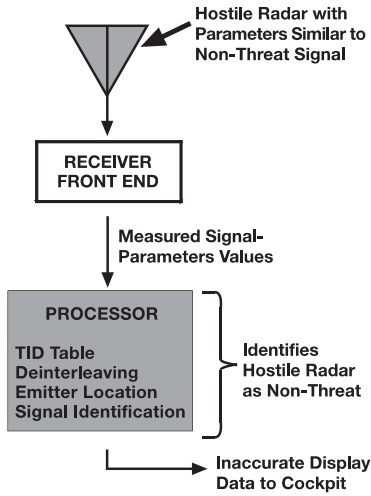 Hostile Radar with
Parameters Similar to
Non-Threat Signal
RECEIVER
FRONT END
Measured Signal-
Parameters Values
PROCESSOR
TID Table
Deinterleaving
Emitter Location
Signal Identification
Identifies
Hostile Radar
as Non-Threat
Inaccurate Display
Data to Cockpit